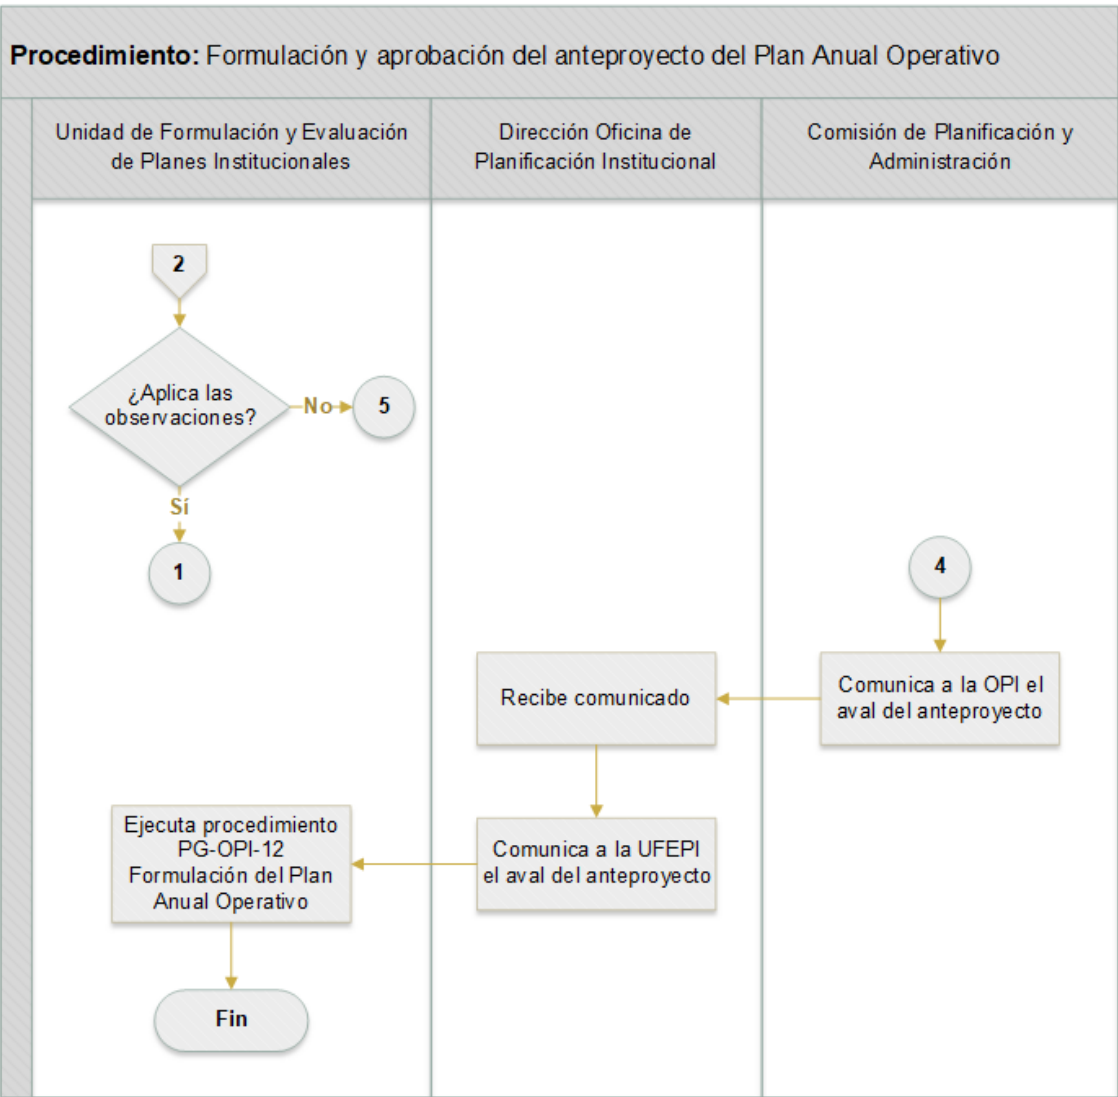 Procedimiento: Formulación y aprobación del anteproyecto del Plan Anual Operativo
Unidad de Formulación y Evaluación
de Planes Institucionales
Dirección Oficina de
Planificación Institucional
Comisión de Planificación y
Administración
2
¿Aplica las
observaciones?
No
5
Sí
1
4
Comunica a la OPI el
aval del anteproyecto
Recibe comunicado
Comunica a la UFEPI
el aval del anteproyecto
Ejecuta procedimiento
PG-OPI-12
Formulación del Plan
Anual Operativo
Fin